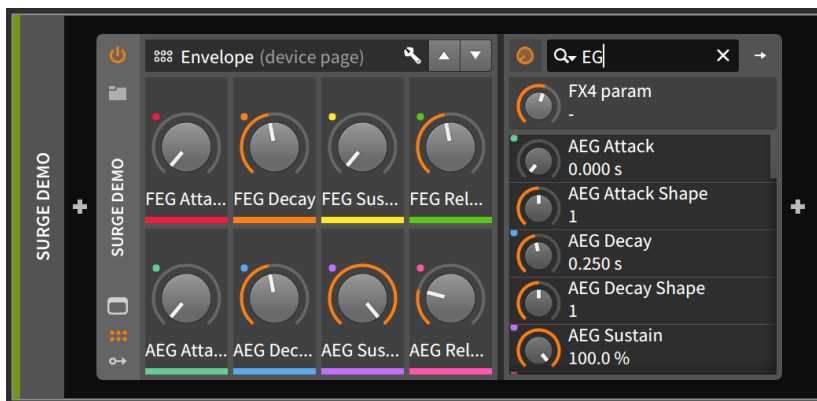 SURGE DEMO
SURGE DEMO
Envelope (device page)
FEG Atta... FEG Decay FEG Sus... FEG Rel...
AEG Atta... AEG Dec... AEG Sus... AEG Rel...
EG
FX4 param
-
AEG Attack
0.000 s
AEG Attack Shape
1
AEG Decay
0.250 s
AEG Decay Shape
1
AEG Sustain
100.0 %